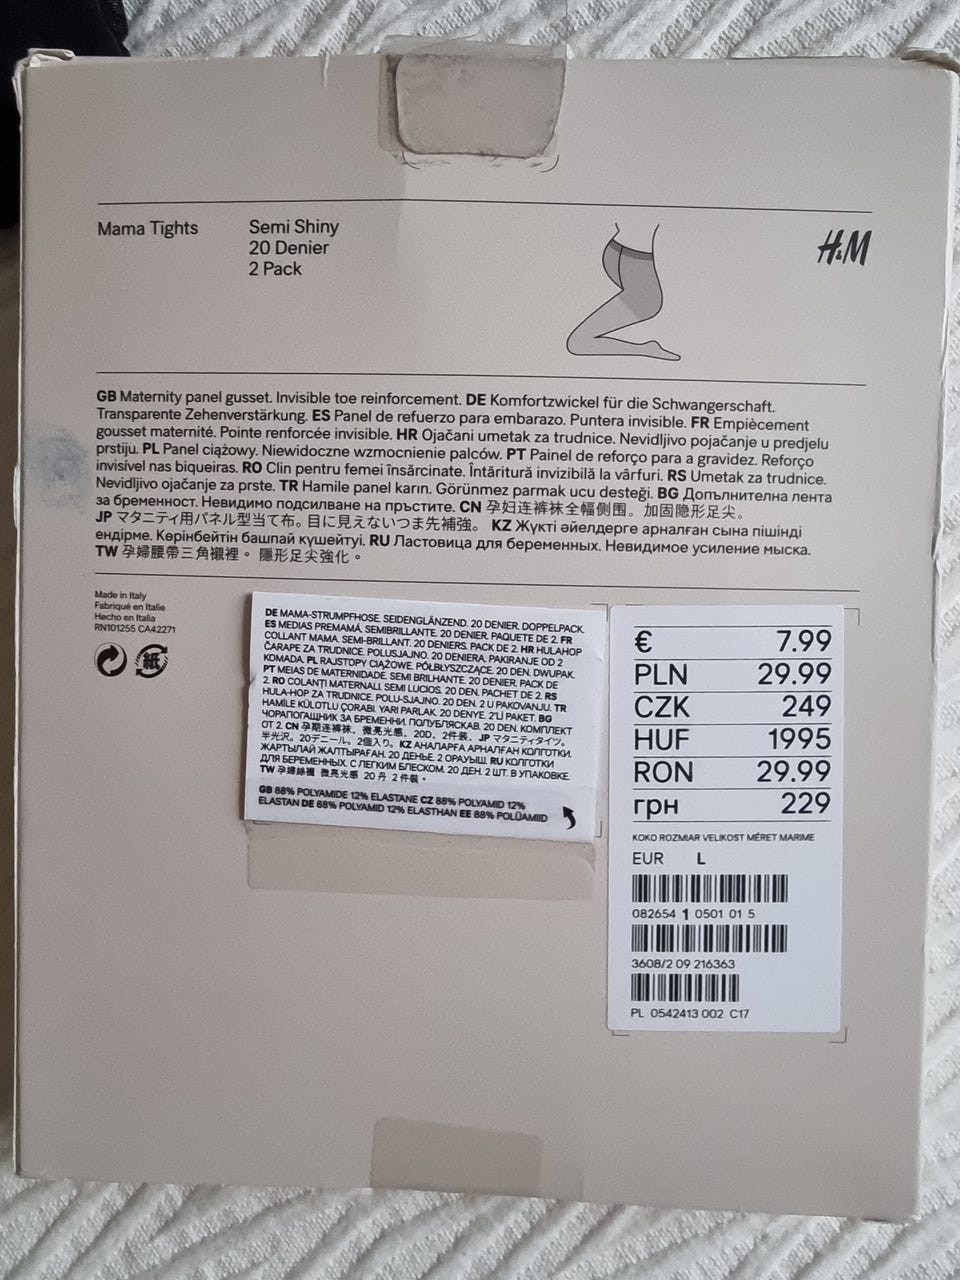 Mama Tights
Semi Shiny
20 Denier
2 Pack
H&M
GB Maternity panel gusset. Invisible toe reinforcement. DE Komfortzwickel für die Schwangerschaft.
Transparente Zehenverstärkung. ES Panel de refuerzo para embarazo. Puntera invisible. FR Empiècement
gousset maternité. Pointe renforcée invisible. HR Ojačani umetak za trudnice. Nevidljivo pojačanje u predjelu
prstiju. PL Panel ciążowy. Niewidoczne wzmocnienie palców. PT Painel de reforço para a gravidez. Reforço
invisível nas biqueiras. RO Clin pentru femei însărcinate. Întăritură invizibilă la vârfuri. RS Umetak za trudnice.
Nevidljivo ojačanje za prste. TR Hamile panel karın. Görünmez parmak ucu desteği. BG Допълнителна лента
за бременност. Невидимо подсилване на пръстите. CN 孕妇连裤袜全幅侧围。加固隐形足尖。
JP マタニティ用パネル型当て布。目に見えないつま先補強。 KZ Жүкті әйелдерге арналған сына пішінді
ендірме. Көрінбейтін башпай күшейтуі. RU Ластовица для беременных. Невидимое усиление мыска.
TW 孕婦腰帶三角襯裡。 隱形足尖強化。
Made in Italy
Fabriqué en Italie
Hecho en Italia
RN101255 CA42271
紙
DE MAMA-STRUMPFHOSE. SEIDENGLÄNZEND. 20 DENIER. DOPPELPACK.
ES MEDIAS PREMAMÁ. SEMIBRILLANTE. 20 DENIER. PAQUETE DE 2. FR
COLLANT MAMA. SEMI-BRILLANT. 20 DENIERS. PACK DE 2. HR HULAHOP
ČARAPE ZA TRUDNICE. POLUSJAJNO. 20 DENIERA. PAKIRANJE OD 2
KOMADA. PL RAJSTOPY CIĄŻOWE. PÓŁBŁYSZCZĄCE. 20 DEN. DWUPAK.
PT MEIAS DE MATERNIDADE. SEMI BRILHANTE. 20 DENIER. PACK DE
2. RO COLANȚI MATERNALI. SEMI LUCIOS. 20 DEN. PACHET DE 2. RS
HULA-HOP ZA TRUDNICE. POLU-SJAJNO. 20 DEN. 2 U PAKOVANJU. TR
HAMİLE KÜLOTLU ÇORABI. YARI PARLAK. 20 DENYE. 2'Lİ PAKET. BG
ЧОРАПОГАЩНИК ЗА БРЕМЕННИ. ПОЛУБЛЯСКАВ. 20 DEN. КОМПЛЕКТ
ОТ 2. CN 孕期连裤袜。微亮光感。20D。2件装。 JP マタニティタイツ。
半光沢。20デニール。2個入り。 KZ АНАЛАРҒА АРНАЛҒАН КОЛГОТКИ.
ЖАРТЫЛАЙ ЖАЛТЫРАҒАН. 20 ДЕНЬЕ. 2 ОРАУЫШ. RU КОЛГОТКИ
ДЛЯ БЕРЕМЕННЫХ. С ЛЕГКИМ БЛЕСКОМ. 20 ДЕН. 2 ШТ. В УПАКОВКЕ.
TW 孕婦絲襪 微亮光感 20 丹 2 件裝。
GB 88% POLYAMIDE 12% ELASTANE CZ 88% POLYAMID 12%
ELASTAN DE 88% POLYAMID 12% ELASTHAN EE 88% POLÜAMIID
€ 7.99
PLN 29.99
CZK 249
HUF 1995
RON 29.99
грн 229
KOKO ROZMIAR VELIKOST MÉRET MARIME
EUR L
082654 1 0501 01 5
3608/2 09 216363
PL 0542413 002 C17